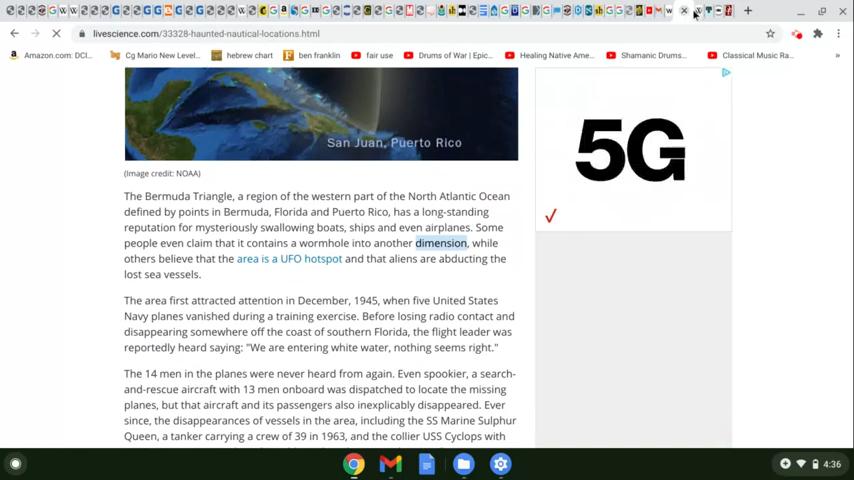 livescience.com/33328-haunted-nautical-locations.html
Amazon.com: DCI...
Cg Mario New Level...
hebrew chart
ben franklin
fair use
Drums of War | Epic...
Healing Native Ame...
Shamanic Drums...
Classical Music Ra...
»
San Juan, Puerto Rico
(Image credit: NOAA)
The Bermuda Triangle, a region of the western part of the North Atlantic Ocean
defined by points in Bermuda, Florida and Puerto Rico, has a long-standing
reputation for mysteriously swallowing boats, ships and even airplanes. Some
people even claim that it contains a wormhole into another dimension, while
others believe that the area is a UFO hotspot and that aliens are abducting the
lost sea vessels.
The area first attracted attention in December, 1945, when five United States
Navy planes vanished during a training exercise. Before losing radio contact and
disappearing somewhere off the coast of southern Florida, the flight leader was
reportedly heard saying: "We are entering white water, nothing seems right."
The 14 men in the planes were never heard from again. Even spookier, a search-
and-rescue aircraft with 13 men onboard was dispatched to locate the missing
planes, but that aircraft and its passengers also inexplicably disappeared. Ever
since, the disappearances of vessels in the area, including the SS Marine Sulphur
Queen, a tanker carrying a crew of 39 in 1963, and the collier USS Cyclops with
5G
4:36